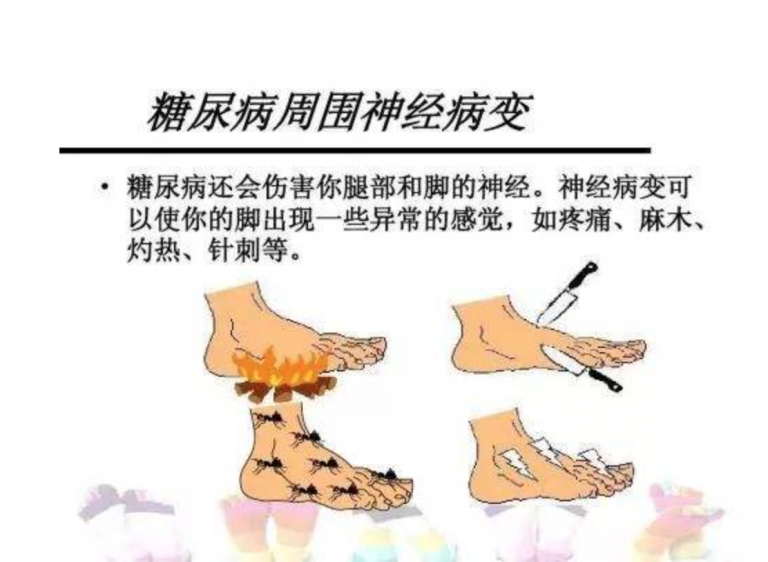 糖尿病周围神经病变
• 糖尿病还会伤害你腿部和脚的神经。神经病变可
以使你的脚出现一些异常的感觉，如疼痛、麻木、
灼热、针刺等。